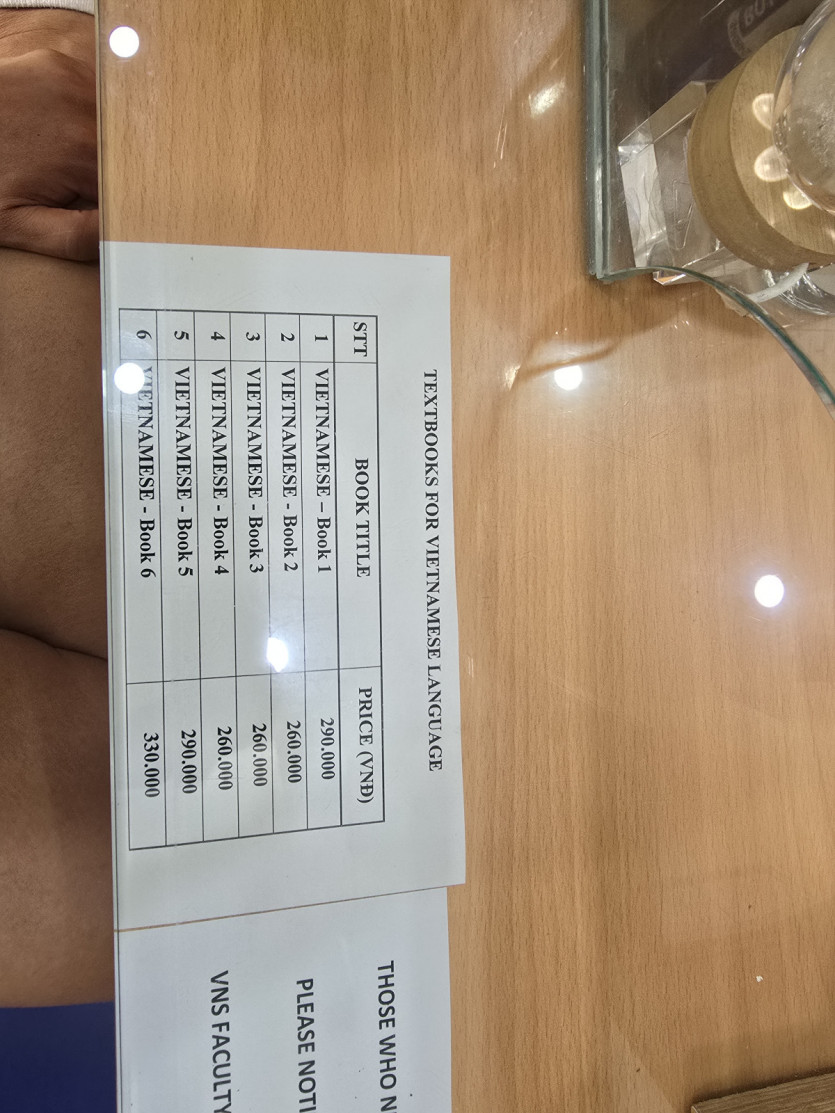 TEXTBOOKS FOR VIETNAMESE LANGUAGE
STT BOOK TITLE PRICE (VNĐ)
1 VIETNAMESE – Book 1 290.000
2 VIETNAMESE - Book 2 260.000
3 VIETNAMESE - Book 3 260.000
4 VIETNAMESE - Book 4 260.000
5 VIETNAMESE - Book 5 290.000
6 VIETNAMESE - Book 6 330.000
THOSE WHO
PLEASE
VNS FACULTY